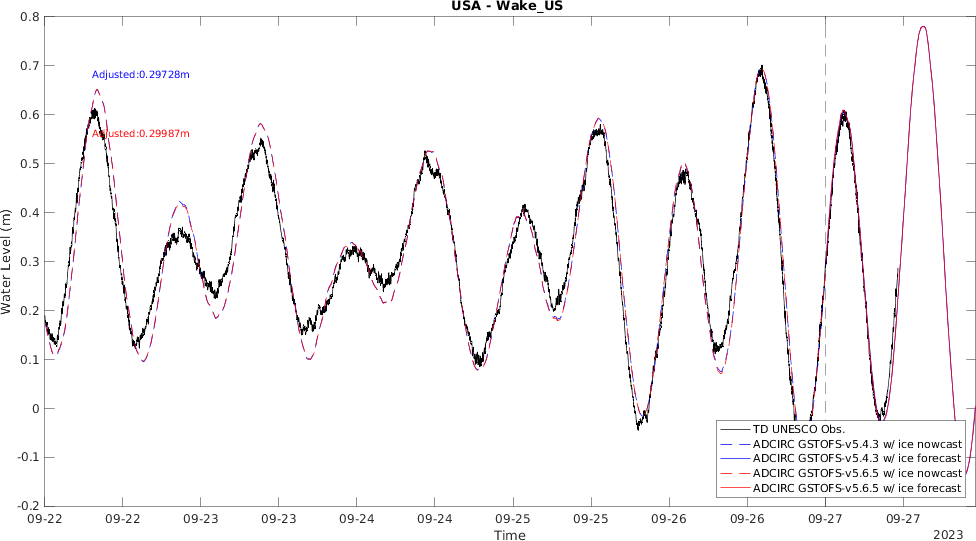 USA - Wake_US
0.8
0.7
0.6
0.5
0.4
0.3
0.2
0.1
0
-0.1
-0.2
Water Level (m)
Adjusted:0.29728m
Adjusted:0.29987m
TD UNESCO Obs.
ADCIRC GSTOFS-v5.4.3 w/ ice nowcast
ADCIRC GSTOFS-v5.4.3 w/ ice forecast
ADCIRC GSTOFS-v5.6.5 w/ ice nowcast
ADCIRC GSTOFS-v5.6.5 w/ ice forecast
09-22 09-22 09-23 09-23 09-24 09-24 09-25 09-25 09-26 09-26 09-27 09-27
Time
2023